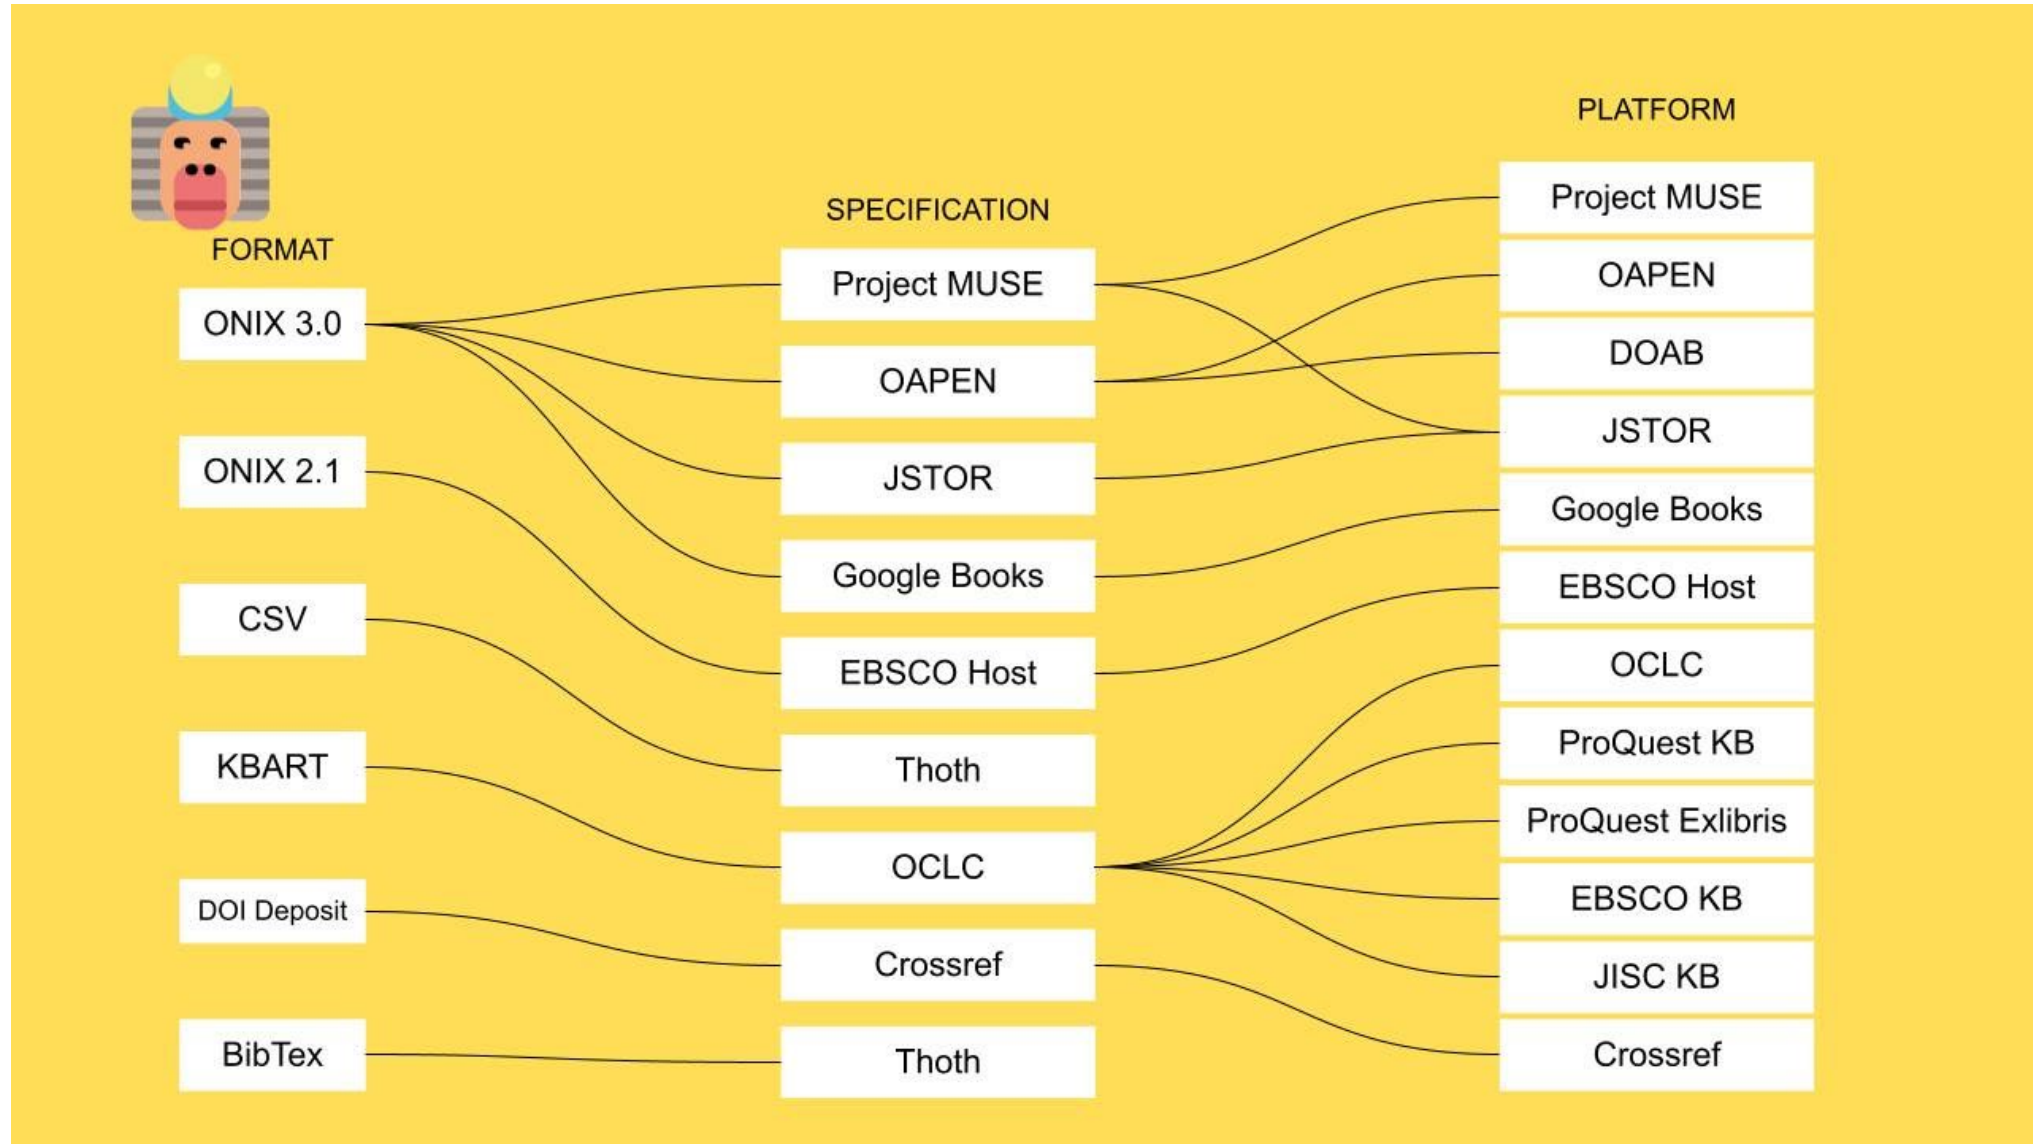 FORMAT
ONIX 3.0
ONIX 2.1
CSV
KBART
DOI Deposit
BibTex
SPECIFICATION
Project MUSE
OAPEN
JSTOR
Google Books
EBSCO Host
Thoth
OCLC
Crossref
Thoth
PLATFORM
Project MUSE
OAPEN
DOAB
JSTOR
Google Books
EBSCO Host
OCLC
ProQuest KB
ProQuest Exlibris
EBSCO KB
JISC KB
Crossref